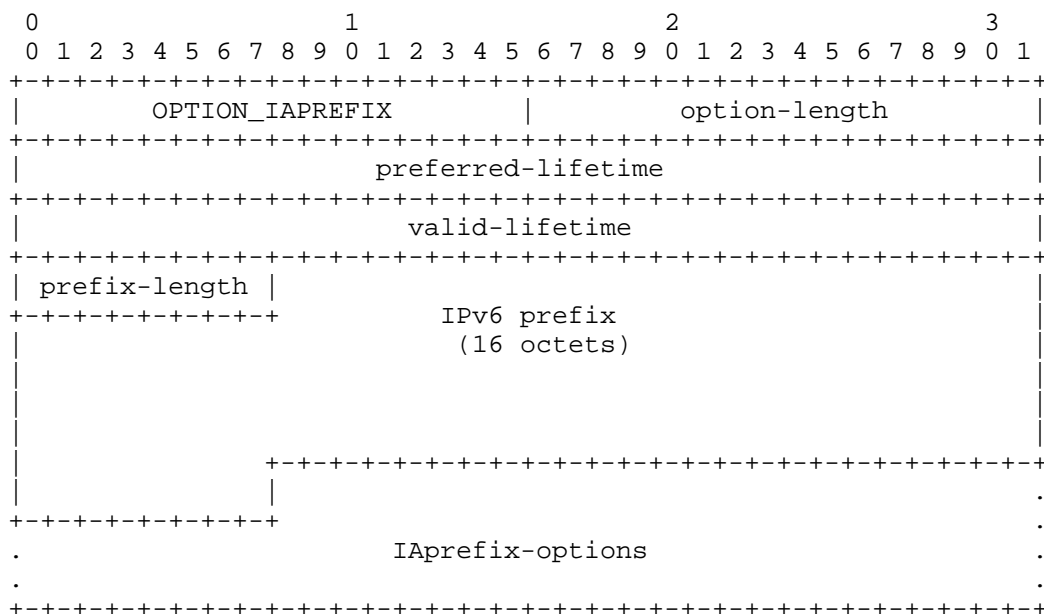 0                   1                   2                   3
 0 1 2 3 4 5 6 7 8 9 0 1 2 3 4 5 6 7 8 9 0 1 2 3 4 5 6 7 8 9 0 1
+-+-+-+-+-+-+-+-+-+-+-+-+-+-+-+-+-+-+-+-+-+-+-+-+-+-+-+-+-+-+-+-+
|        OPTION_IAPREFIX        |         option-length         |
+-+-+-+-+-+-+-+-+-+-+-+-+-+-+-+-+-+-+-+-+-+-+-+-+-+-+-+-+-+-+-+-+
|                      preferred-lifetime                       |
+-+-+-+-+-+-+-+-+-+-+-+-+-+-+-+-+-+-+-+-+-+-+-+-+-+-+-+-+-+-+-+-+
|                        valid-lifetime                         |
+-+-+-+-+-+-+-+-+-+-+-+-+-+-+-+-+-+-+-+-+-+-+-+-+-+-+-+-+-+-+-+-+
| prefix-length |                                               |
+-+-+-+-+-+-+-+-+          IPv6 prefix                          |
|                           (16 octets)                         |
|                                                               |
|                                                               |
|                                                               |
|               +-+-+-+-+-+-+-+-+-+-+-+-+-+-+-+-+-+-+-+-+-+-+-+-+
|               |                                               .
+-+-+-+-+-+-+-+-+                                               .
.                       IAprefix-options                        .
.                                                               .
+-+-+-+-+-+-+-+-+-+-+-+-+-+-+-+-+-+-+-+-+-+-+-+-+-+-+-+-+-+-+-+-+